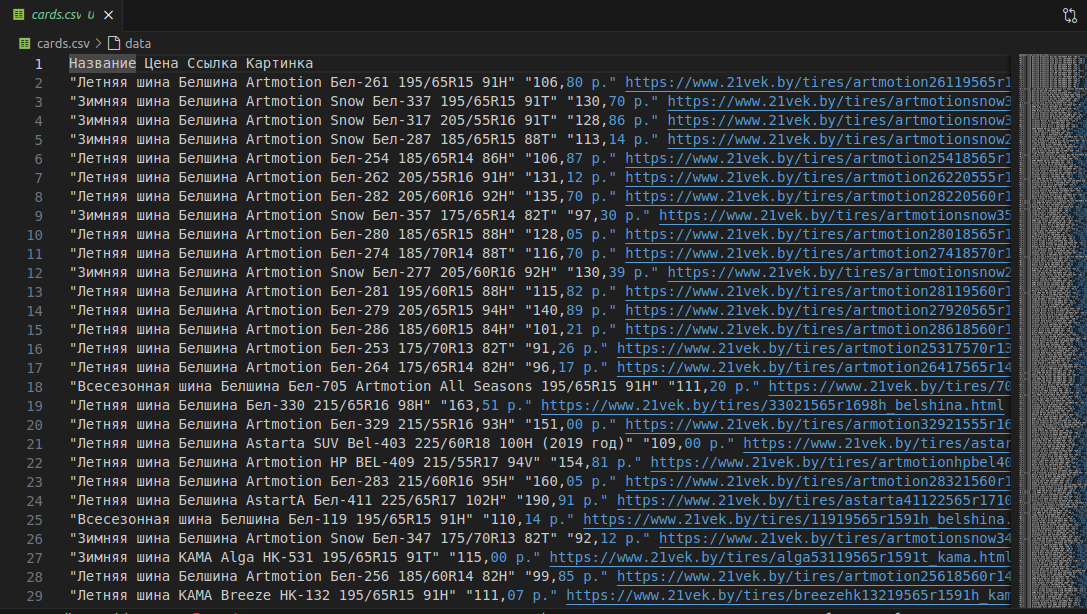 cards.csv U
cards.csv > data
1 Название Цена Ссылка Картинка
2 "Летняя шина Белшина Artmotion Бел-261 195/65R15 91H" "106,80 р." https://www.21vek.by/tires/artmotion26119565r1
3 "Зимняя шина Белшина Artmotion Snow Бел-337 195/65R15 91T" "130,70 р." https://www.21vek.by/tires/artmotionsnow3
4 "Зимняя шина Белшина Artmotion Snow Бел-317 205/55R16 91T" "128,86 р." https://www.21vek.by/tires/artmotionsnow3
5 "Зимняя шина Белшина Artmotion Snow Бел-287 185/65R15 88T" "113,14 р." https://www.21vek.by/tires/artmotionsnow2
6 "Летняя шина Белшина Artmotion Бел-254 185/65R14 86H" "106,87 р." https://www.21vek.by/tires/artmotion25418565r1
7 "Летняя шина Белшина Artmotion Бел-262 205/55R16 91H" "131,12 р." https://www.21vek.by/tires/artmotion26220555r1
8 "Летняя шина Белшина Artmotion Бел-282 205/60R16 92H" "135,70 р." https://www.21vek.by/tires/artmotion28220560r1
9 "Зимняя шина Белшина Artmotion Snow Бел-357 175/65R14 82T" "97,30 р." https://www.21vek.by/tires/artmotionsnow35
10 "Летняя шина Белшина Artmotion Бел-280 185/65R15 88H" "128,05 р." https://www.21vek.by/tires/artmotion28018565r1
11 "Летняя шина Белшина Artmotion Бел-274 185/70R14 88T" "116,70 р." https://www.21vek.by/tires/artmotion27418570r1
12 "Зимняя шина Белшина Artmotion Snow Бел-277 205/60R16 92H" "130,39 р." https://www.21vek.by/tires/artmotionsnow2
13 "Летняя шина Белшина Artmotion Бел-281 195/60R15 88H" "115,82 р." https://www.21vek.by/tires/artmotion28119560r1
14 "Летняя шина Белшина Artmotion Бел-279 205/65R15 94H" "140,89 р." https://www.21vek.by/tires/artmotion27920565r1
15 "Летняя шина Белшина Artmotion Бел-286 185/60R15 84H" "101,21 р." https://www.21vek.by/tires/artmotion28618560r1
16 "Летняя шина Белшина Artmotion Бел-253 175/70R13 82T" "91,26 р." https://www.21vek.by/tires/artmotion25317570r13
17 "Летняя шина Белшина Artmotion Бел-264 175/65R14 82H" "96,17 р." https://www.21vek.by/tires/artmotion26417565r14
18 "Всесезонная шина Белшина Бел-705 Artmotion All Seasons 195/65R15 91H" "111,20 р." https://www.21vek.by/tires/70
19 "Летняя шина Белшина Бел-330 215/65R16 98H" "163,51 р." https://www.21vek.by/tires/33021565r1698h_belshina.html
20 "Летняя шина Белшина Artmotion Бел-329 215/55R16 93H" "151,00 р." https://www.21vek.by/tires/artmotion32921555r16
21 "Летняя шина Белшина Astarta SUV Bel-403 225/60R18 100H (2019 год)" "109,00 р." https://www.21vek.by/tires/astar
22 "Летняя шина Белшина Artmotion HP BEL-409 215/55R17 94V" "154,81 р." https://www.21vek.by/tires/artmotionhpbel40
23 "Летняя шина Белшина Artmotion Бел-283 215/60R16 95H" "160,05 р." https://www.21vek.by/tires/artmotion28321560r1
24 "Летняя шина Белшина AstartA Бел-411 225/65R17 102H" "190,91 р." https://www.21vek.by/tires/astarta41122565r1710
25 "Всесезонная шина Белшина Бел-119 195/65R15 91H" "110,14 р." https://www.21vek.by/tires/11919565r1591h_belshina.
26 "Зимняя шина Белшина Artmotion Snow Бел-347 175/70R13 82T" "92,12 р." https://www.21vek.by/tires/artmotionsnow34
27 "Зимняя шина KAMA Alga НК-531 195/65R15 91T" "115,00 р." https://www.21vek.by/tires/alga53119565r1591t_kama.html
28 "Летняя шина Белшина Artmotion Бел-256 185/60R14 82H" "99,85 р." https://www.21vek.by/tires/artmotion25618560r14
29 "Летняя шина KAMA Breeze НК-132 195/65R15 91H" "111,07 р." https://www.21vek.by/tires/breezehk13219565r1591h_kam